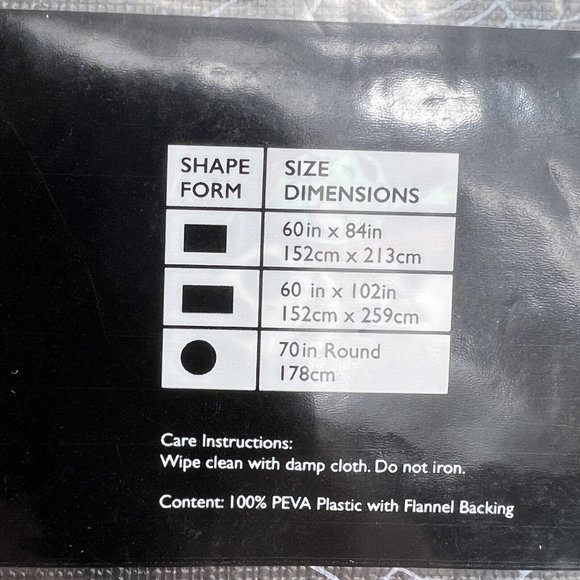 SHAPE FORM
SIZE DIMENSIONS
60in x 84in
152cm x 213cm
60 in x 102in
152cm x 259cm
70in Round
178cm
Care Instructions:
Wipe clean with damp cloth. Do not iron.
Content: 100% PEVA Plastic with Flannel Backing